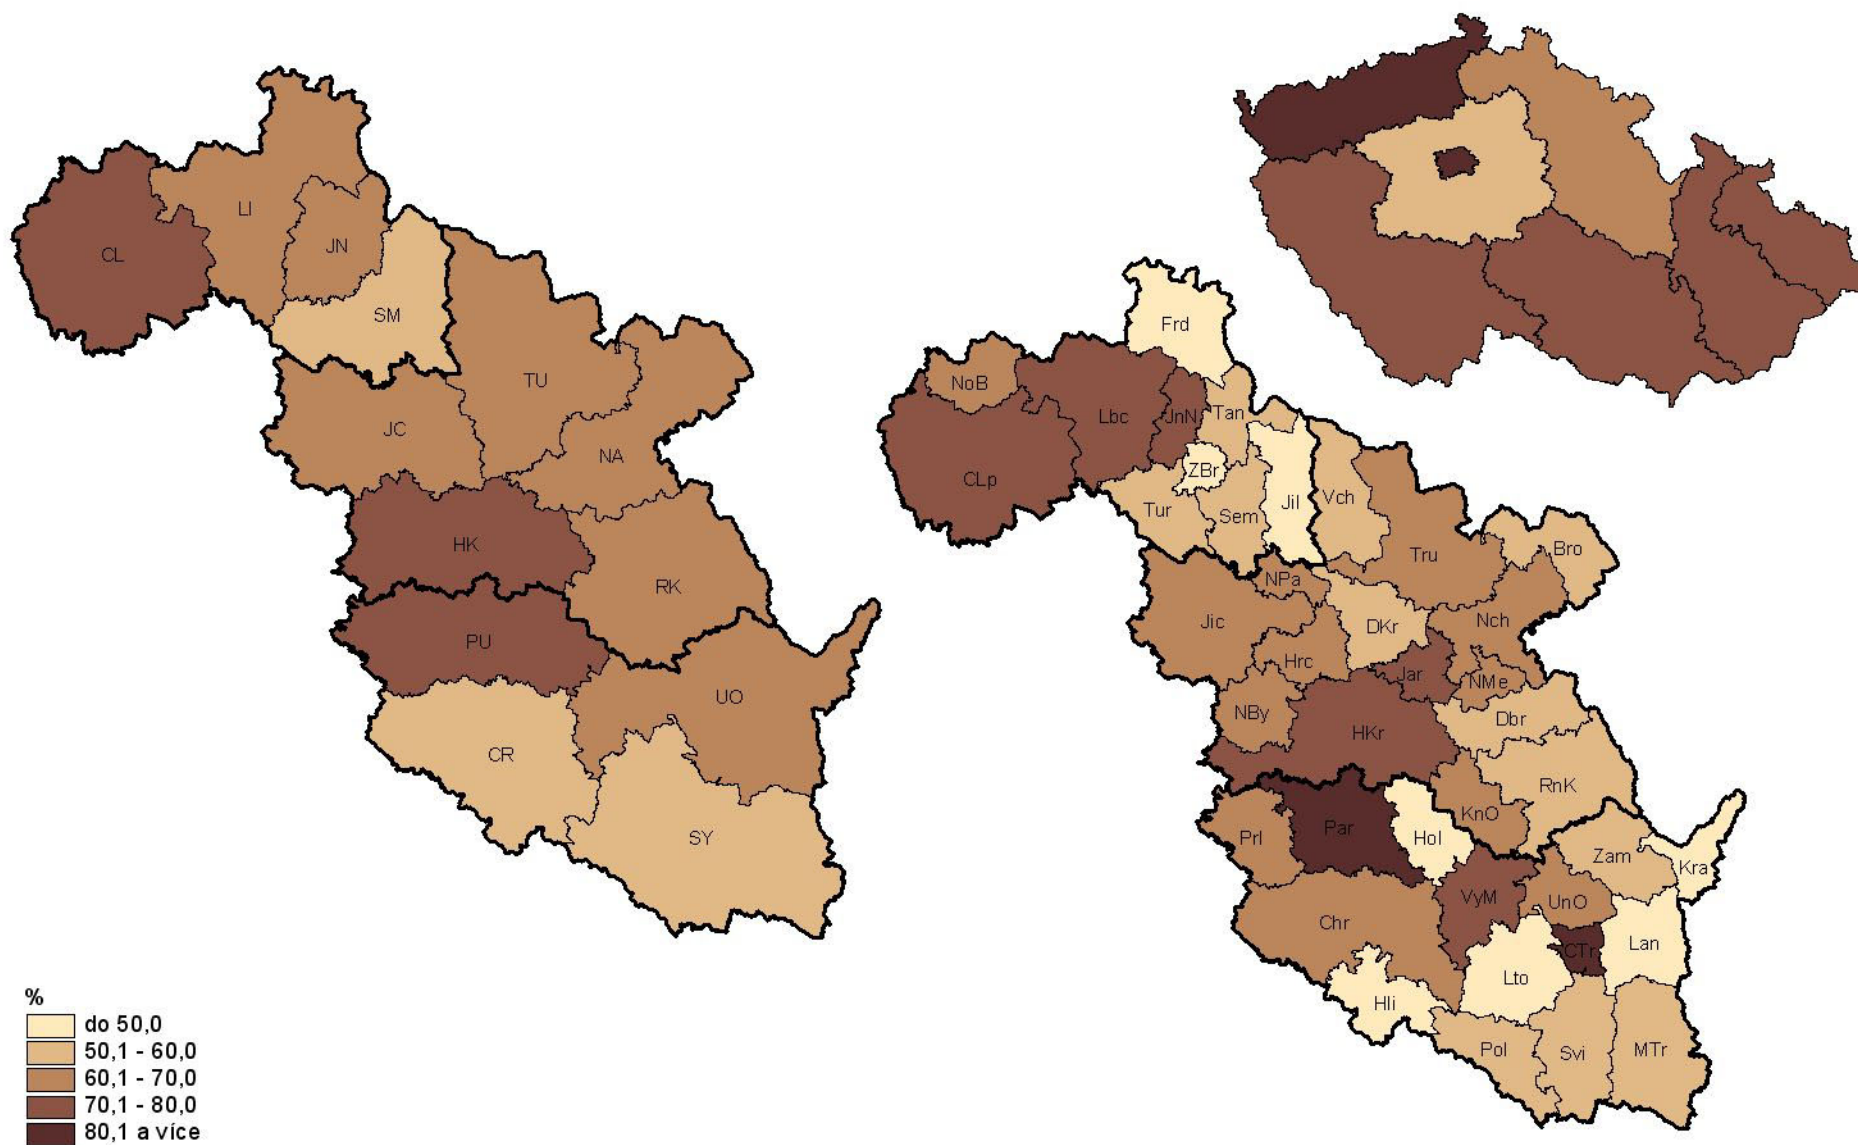 CL
LI
JN
SM
TU
JC
NA
HK
RK
PU
UO
CR
SY
Frd
NoB
Lbc
JnN
Tan
CLp
ZBr
Tur
Sem
Jil
Vch
Tru
Bro
NPa
Jic
DKr
Nch
Hrc
Jar
NMe
NBy
HKr
Dbr
RnK
KnO
Prl
Par
Hol
Zam
Kra
VyM
UnO
Chr
CTr
Lan
Lto
Hli
Pol
Svi
MTr
%
do 50,0
50,1 - 60,0
60,1 - 70,0
70,1 - 80,0
80,1 a více